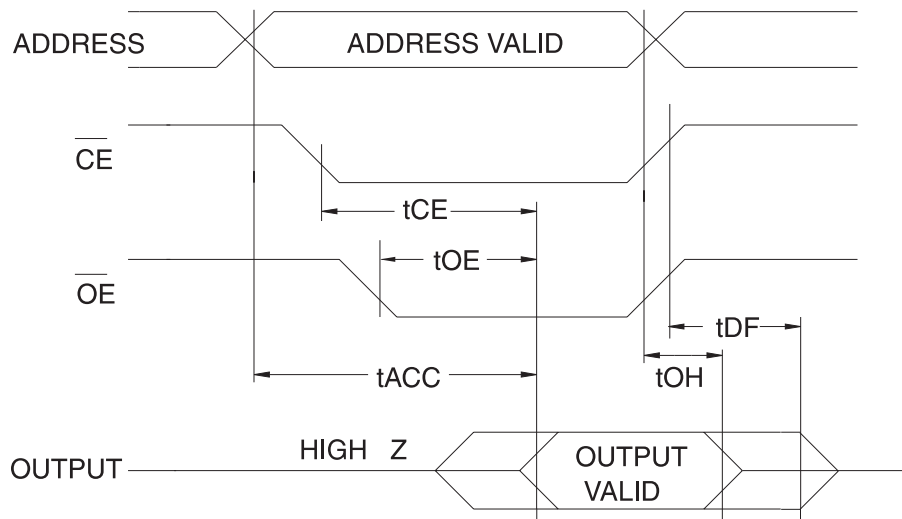 ADDRESS
ADDRESS VALID
CE
tCE
tOE
OE
tDF
tACC
tOH
HIGH Z
OUTPUT
OUTPUT
VALID